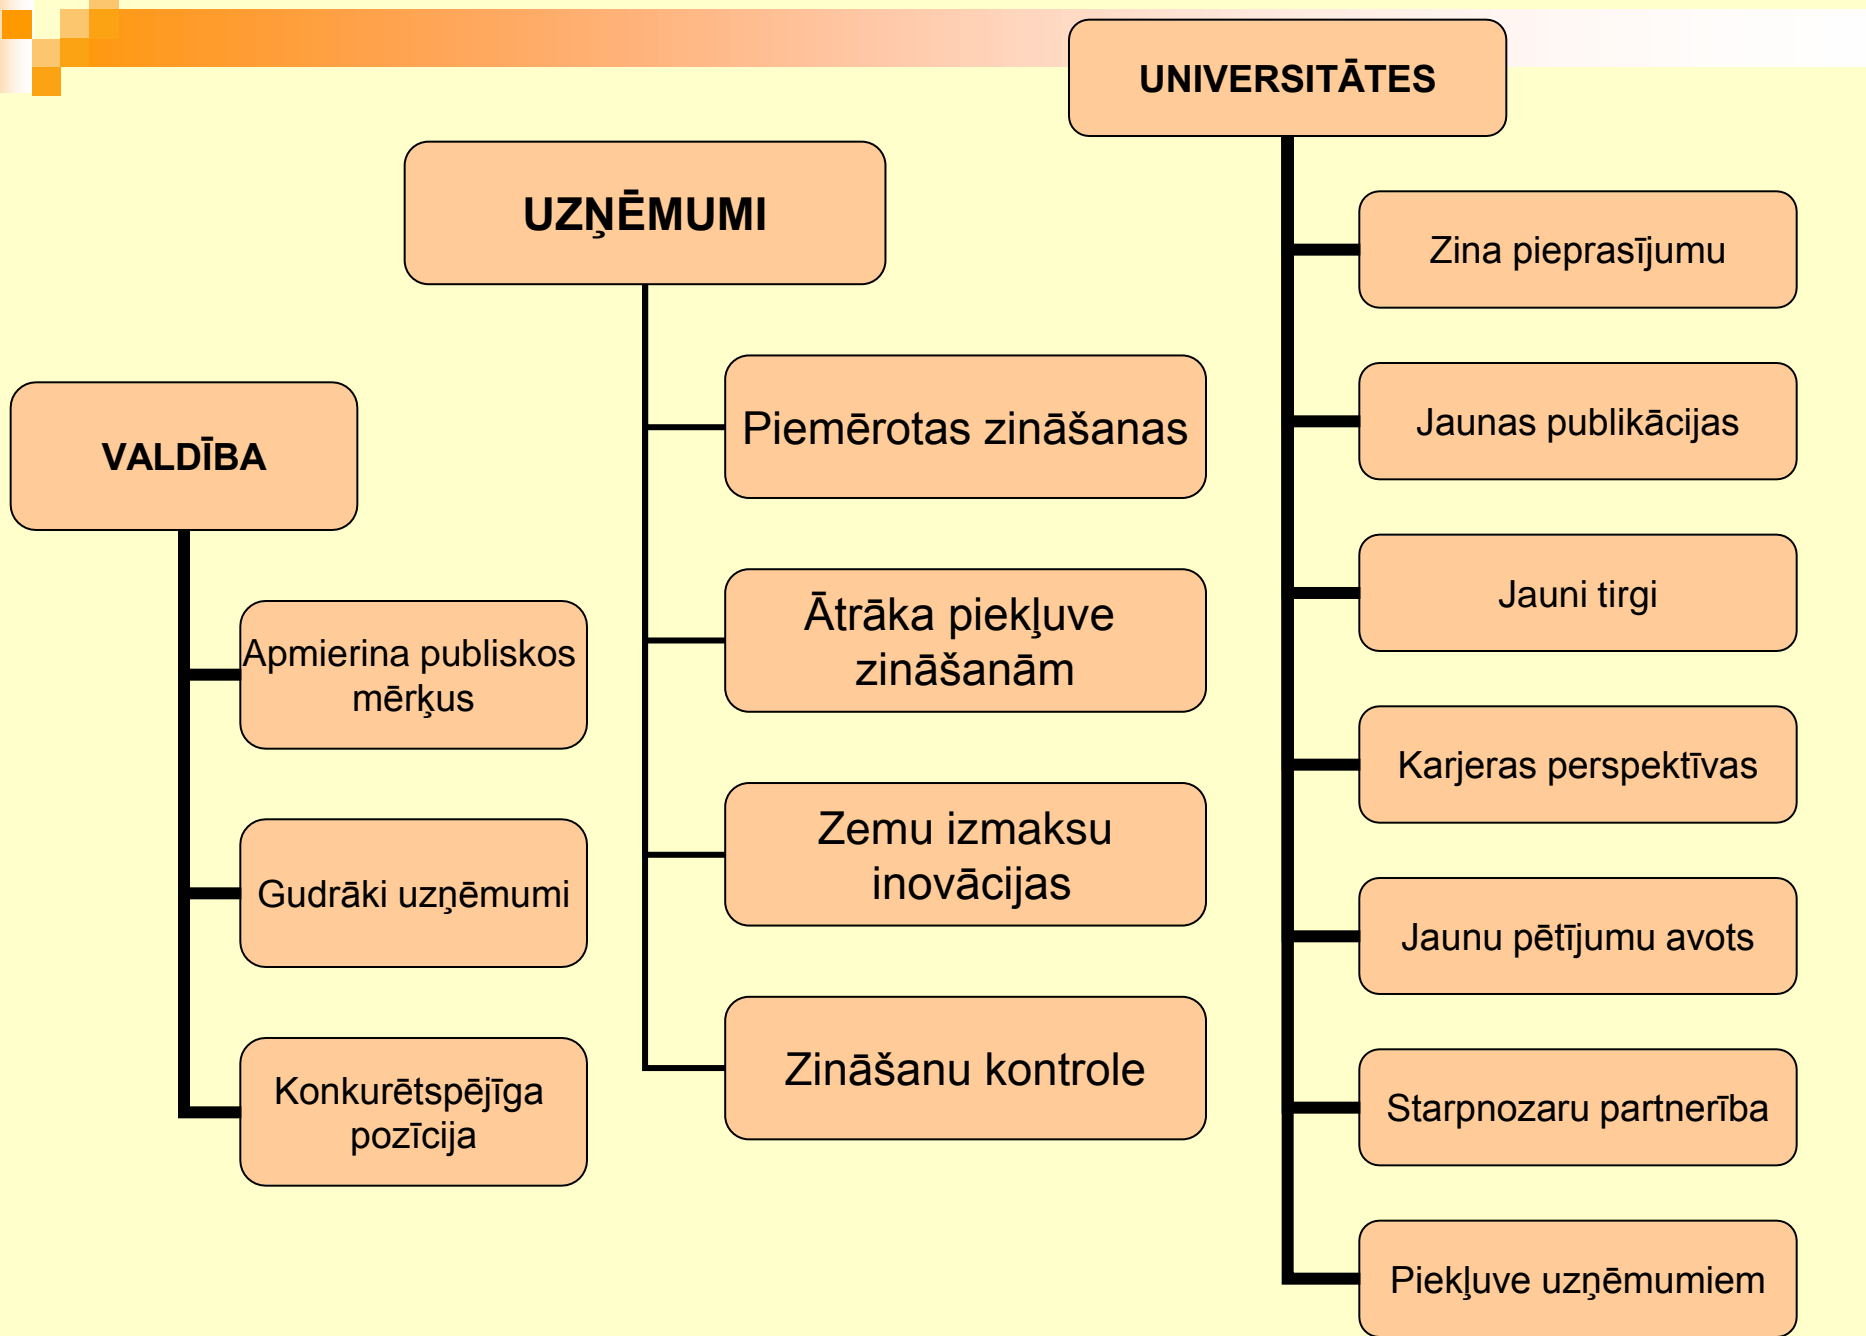 VALDĪBA
Apmierina publiskos
mērķus
Gudrāki uzņēmumi
Konkurētspējīga
pozīcija
UZŅĒMUMI
Piemērotas zināšanas
Ātrāka piekļuve
zināšanām
Zemu izmaksu
inovācijas
Zināšanu kontrole
UNIVERSITĀTES
Zina pieprasījumu
Jaunas publikācijas
Jauni tirgi
Karjeras perspektīvas
Jaunu pētījumu avots
Starpnozaru partnerība
Piekļuve uzņēmumiem